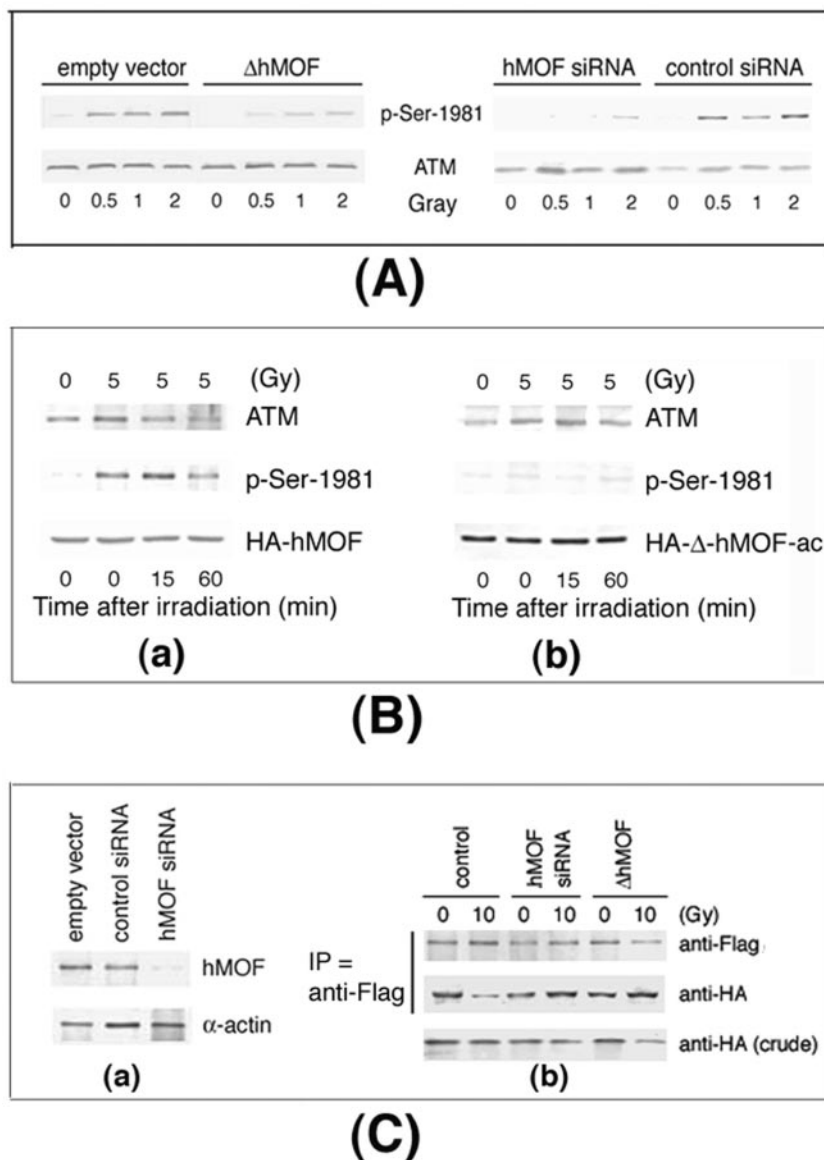 empty vector ΔhMOF hMOF siRNA control siRNA
p-Ser-1981
ATM
0 0.5 1 2 0 0.5 1 2 Gray 0 0.5 1 2 0 0.5 1 2
(A)
0 5 5 5 (Gy)
ATM
p-Ser-1981
HA-hMOF
0 0 15 60
Time after irradiation (min)
(a)
0 5 5 5 (Gy)
ATM
p-Ser-1981
HA-Δ-hMOF-ac
0 0 15 60
Time after irradiation (min)
(b)
(B)
empty vector
control siRNA
hMOF siRNA
hMOF
α-actin
(a)
control
hMOF
siRNA
ΔhMOF
0 10 0 10 0 10 (Gy)
IP =
anti-Flag
anti-Flag
anti-HA
anti-HA (crude)
(b)
(C)